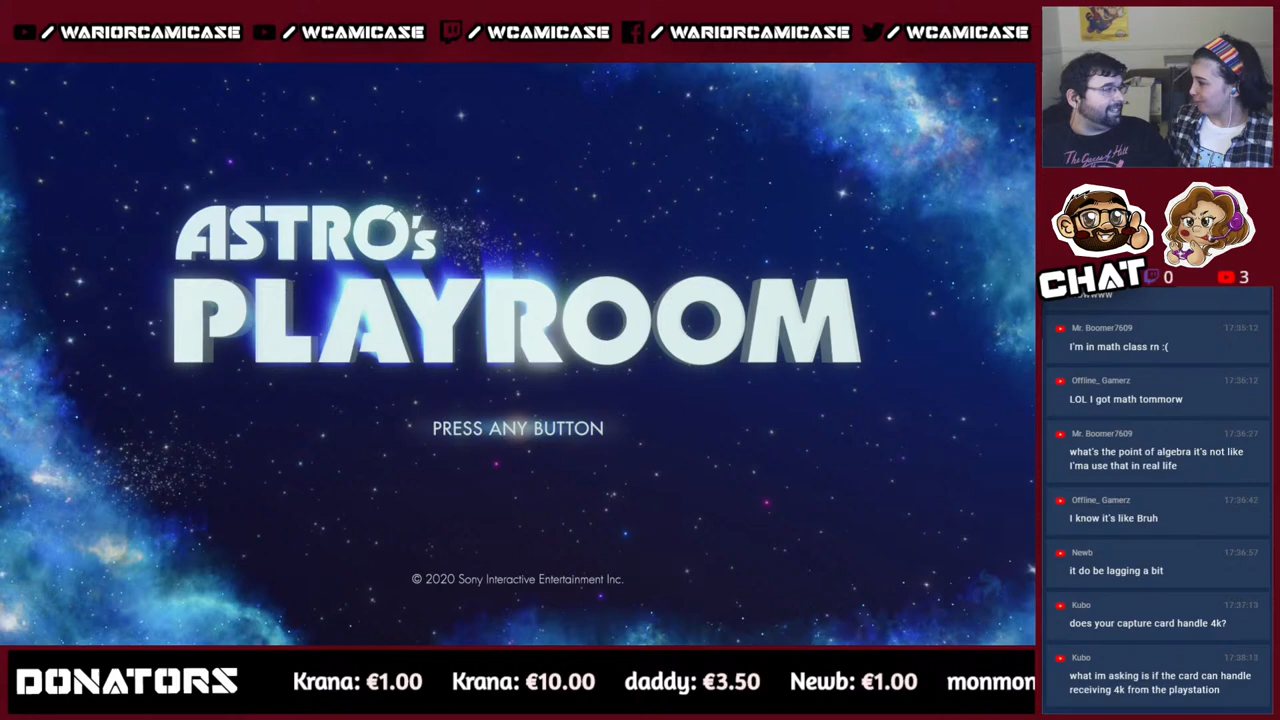 / WARIORCAMICASE / WCAMICASE / WCAMICASE / WARIORCAMICASE / WCAMICASE
ASTRO's
PLAYROOM
PRESS ANY BUTTON
© 2020 Sony Interactive Entertainment Inc.
CHAT 0 3
Mr. Boomer7609 17:35:12
I'm in math class rn :(
Offline_ Gamerz 17:36:12
LOL I got math tommorw
Mr. Boomer7609 17:36:27
what's the point of algebra it's not like
I'ma use that in real life
Offline_ Gamerz 17:36:42
I know it's like Bruh
Newb 17:36:57
it do be lagging a bit
Kubo 17:37:13
does your capture card handle 4k?
Kubo 17:38:13
what im asking is if the card can handle
receiving 4k from the playstation
DONATORS Krana: €1.00 Krana: €10.00 daddy: €3.50 Newb: €1.00 monmon